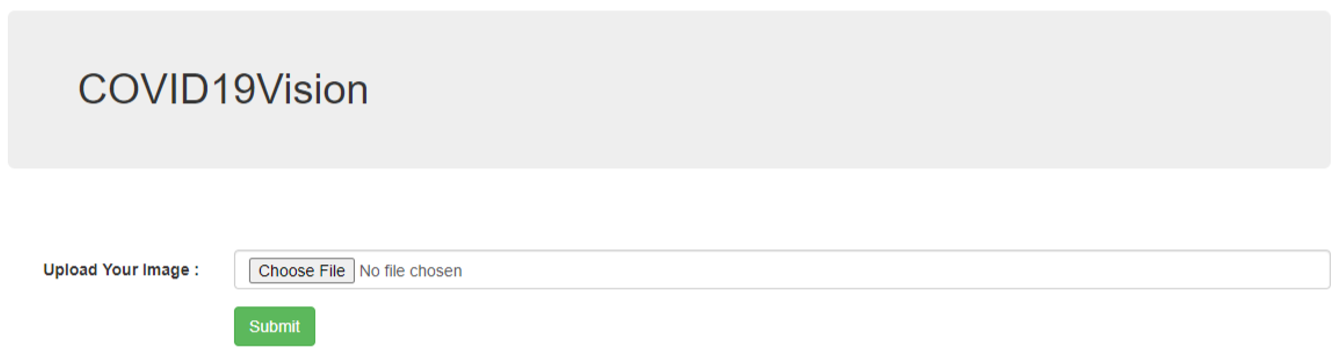 COVID19Vision
Upload Your Image : Choose File No file chosen
Submit